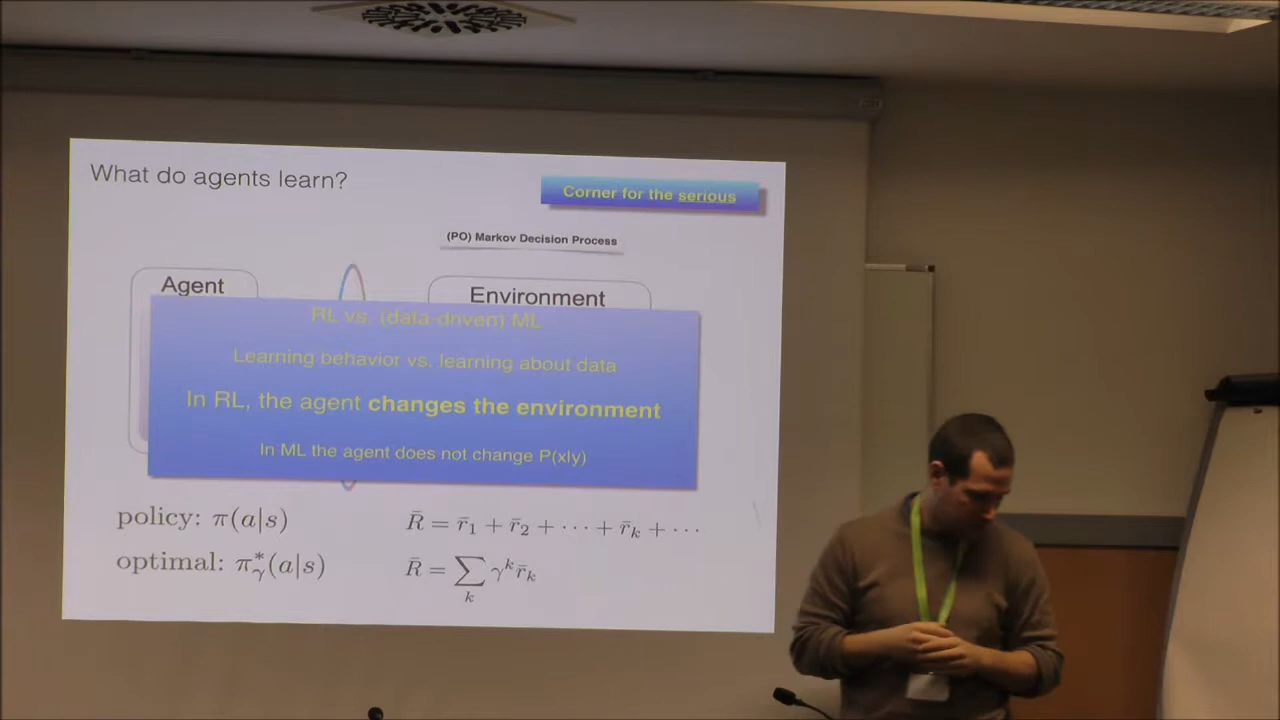 What do agents learn?
Corner for the serious
(PO) Markov Decision Process
Agent
Environment
RL vs. (data-driven) ML
Learning behavior vs. learning about data
In RL, the agent changes the environment
In ML the agent does not change P(x|y)
policy: π(a|s)
R̄ = r̄₁ + r̄₂ + ··· + r̄ₖ + ···
optimal: π*γ(a|s)
R̄ = ∑ₖ γᵏ r̄ₖ